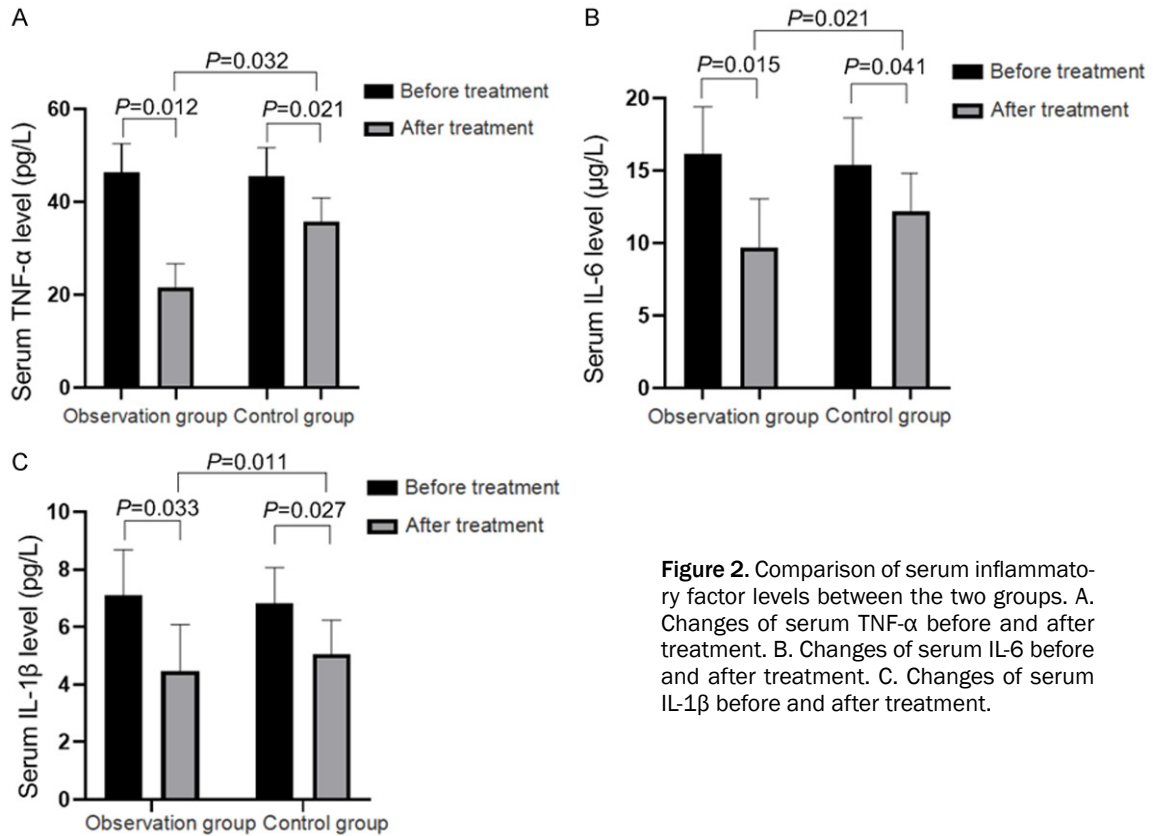 A
P=0.032
P=0.012
P=0.021
Before treatment
After treatment
Serum TNF-α level (pg/L)
60
40
20
0
Observation group
Control group
B
P=0.021
P=0.015
P=0.041
Before treatment
After treatment
Serum IL-6 level (µg/L)
20
15
10
5
0
Observation group
Control group
C
P=0.011
P=0.033
P=0.027
Before treatment
After treatment
Serum IL-1β level (pg/L)
10
8
6
4
2
0
Observation group
Control group
Figure 2. Comparison of serum inflammato-
ry factor levels between the two groups. A.
Changes of serum TNF-α before and after
treatment. B. Changes of serum IL-6 before
and after treatment. C. Changes of serum
IL-1β before and after treatment.